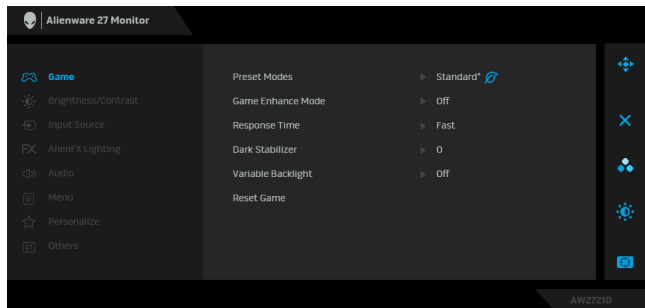 Alienware 27 Monitor
Game
Preset Modes Standard*
Game Enhance Mode Off
Brightness/Contrast
Response Time Fast
Input Source
Dark Stabilizer 0
AlienFX Lighting
Variable Backlight Off
Audio
Reset Game
Menu
Personalize
Others
AW2721D